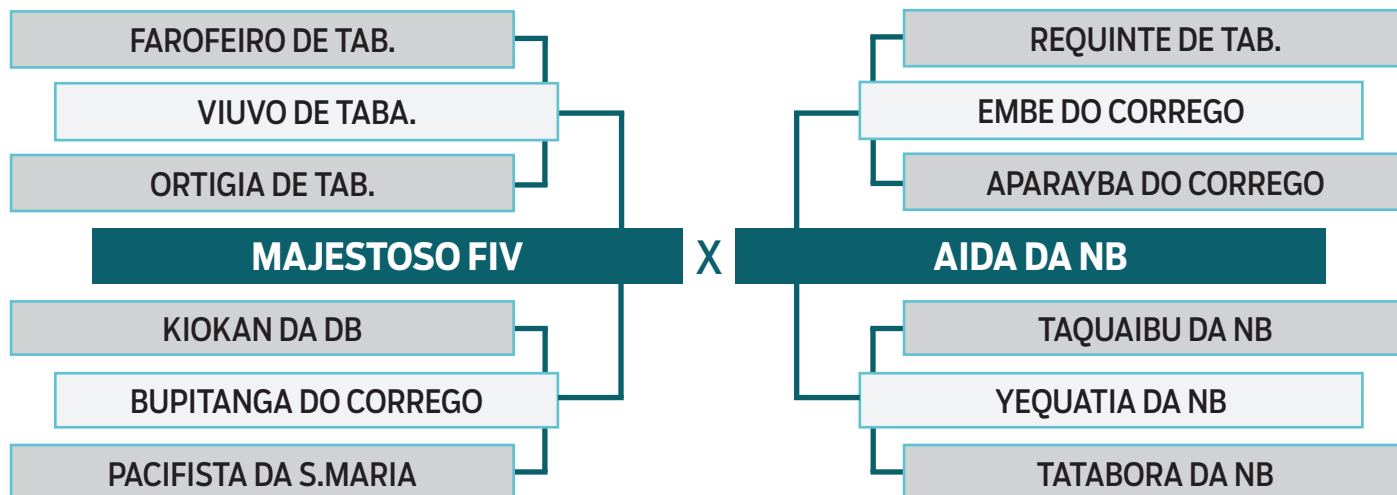 FAROFEIRO DE TAB.
VIUVO DE TABA.
ORTIGIA DE TAB.
MAJESTOSO FIV
KIOKAN DA DB
BUPITANGA DO CORREGO
PACIFISTA DA S.MARIA
X
REQUINTE DE TAB.
EMBE DO CORREGO
APARAYBA DO CORREGO
AIDA DA NB
TAQUAIBU DA NB
YEQUATIA DA NB
TATABORA DA NB